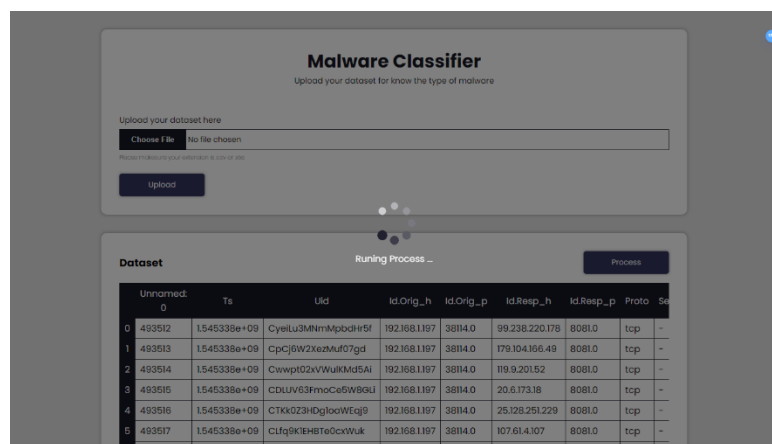 Malware Classifier
Upload your dataset for know the type of malware
Upload your dataset here
Choose File No file chosen
Upload
Runing Process ...
Dataset
Process
Unnamed: 0 Ts Uid Id.Orig_h Id.Orig_p Id.Resp_h Id.Resp_p Proto Se
0 493512 1.545338e+09 CyeiLu3MNmMpbdHr5f 192.168.1.197 38114.0 99.238.220.178 8081.0 tcp -
1 493513 1.545338e+09 CpCj6W2XezMuf07gd 192.168.1.197 38114.0 179.104.166.49 8081.0 tcp -
2 493514 1.545338e+09 Cwwpt02xVWulKMd5Ai 192.168.1.197 38114.0 119.9.201.52 8081.0 tcp -
3 493515 1.545338e+09 CDLUV63FmoCe5W8GLi 192.168.1.197 38114.0 20.6.173.18 8081.0 tcp -
4 493516 1.545338e+09 CTKk0Z3HDg1oaWEqj9 192.168.1.197 38114.0 25.128.251.229 8081.0 tcp -
5 493517 1.545338e+09 CLfq9K1EHBTe0cxWuk 192.168.1.197 38114.0 107.61.4.107 8081.0 tcp -